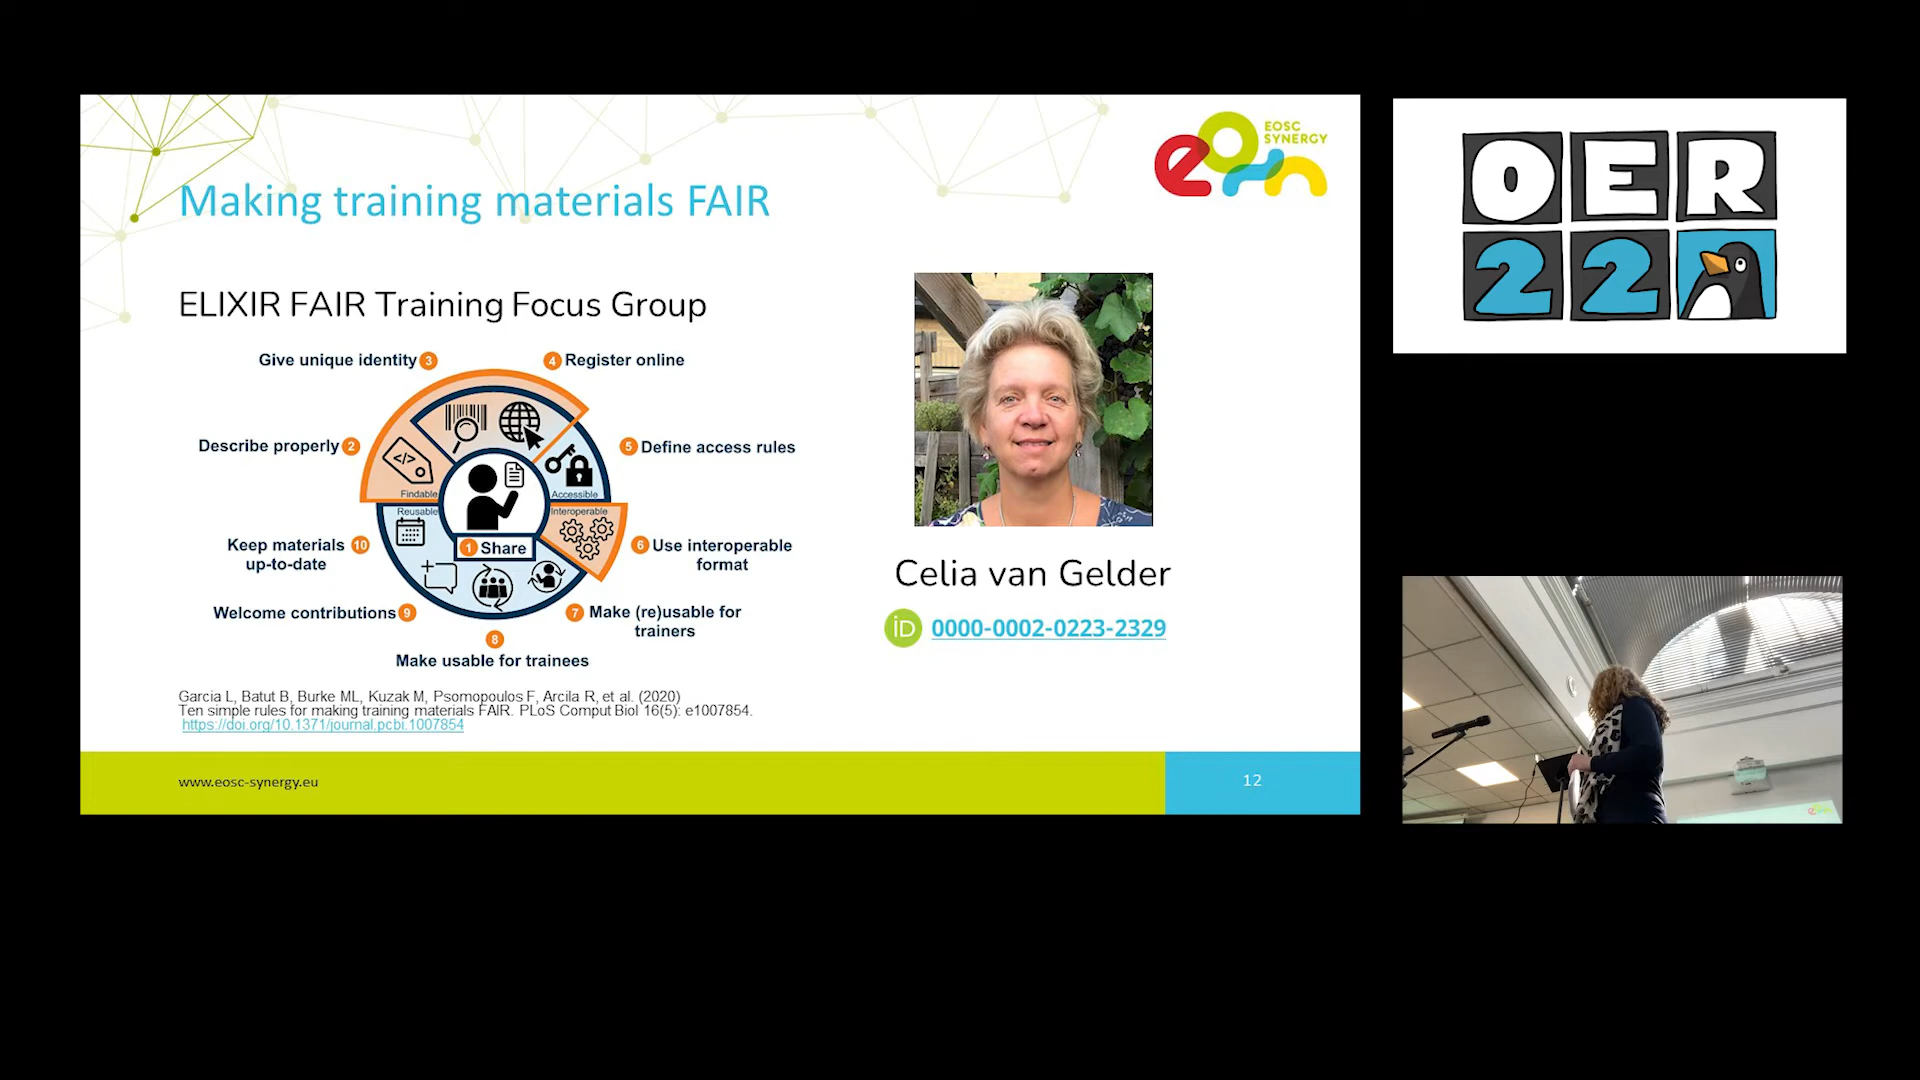 EOSC
SYNERGY
Making training materials FAIR
ELIXIR FAIR Training Focus Group
Give unique identity 3
4 Register online
Describe properly 2
5 Define access rules
Findable
Accessible
Reusable
Interoperable
Keep materials 10
up-to-date
1 Share
6 Use interoperable
format
Welcome contributions 9
7 Make (re)usable for
trainers
8
Make usable for trainees
Garcia L, Batut B, Burke ML, Kuzak M, Psomopoulos F, Arcila R, et al. (2020)
Ten simple rules for making training materials FAIR. PLoS Comput Biol 16(5): e1007854.
https://doi.org/10.1371/journal.pcbi.1007854
Celia van Gelder
iD 0000-0002-0223-2329
www.eosc-synergy.eu
12
OER
22